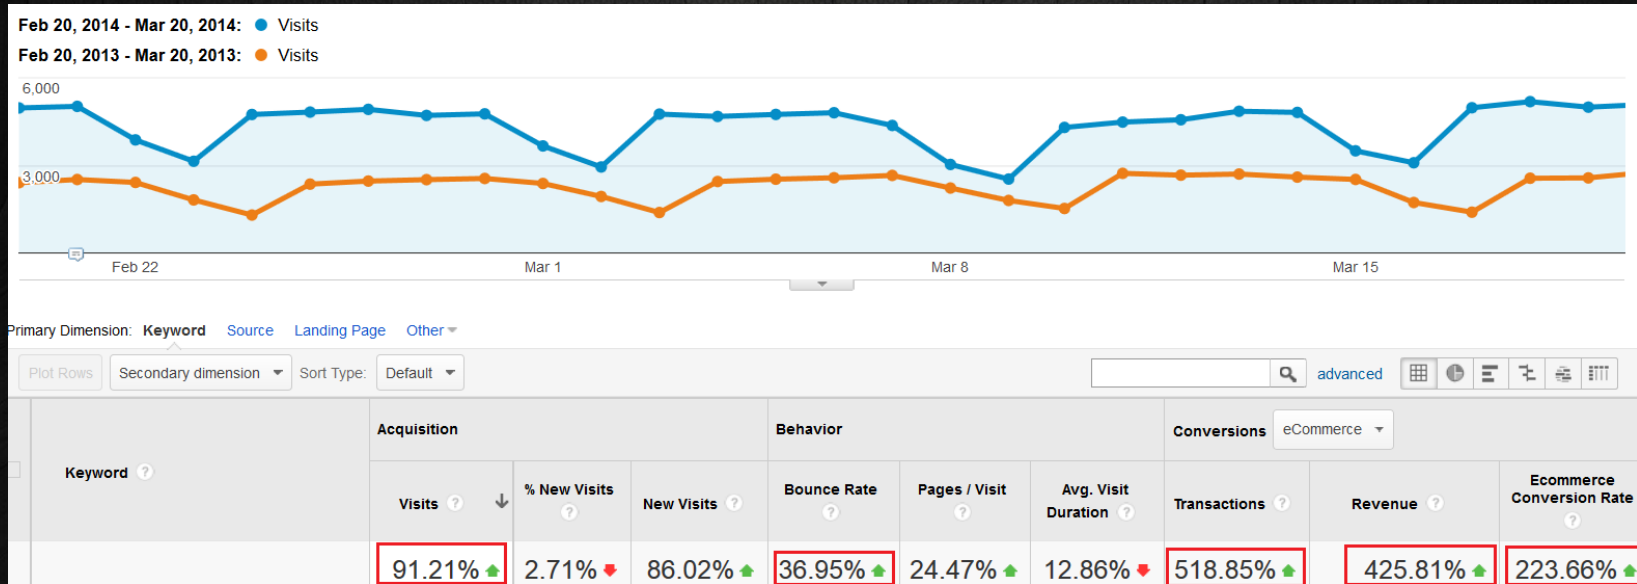 Feb 20, 2014 - Mar 20, 2014: Visits
Feb 20, 2013 - Mar 20, 2013: Visits
6,000
3,000
Feb 22 Mar 1 Mar 8 Mar 15
Primary Dimension: Keyword Source Landing Page Other
Plot Rows Secondary dimension Sort Type: Default advanced
Acquisition Behavior Conversions eCommerce
Keyword ?
Visits ? % New Visits ? New Visits ? Bounce Rate ? Pages / Visit ? Avg. Visit Duration ? Transactions ? Revenue ? Ecommerce Conversion Rate ?
91.21% 2.71% 86.02% 36.95% 24.47% 12.86% 518.85% 425.81% 223.66%